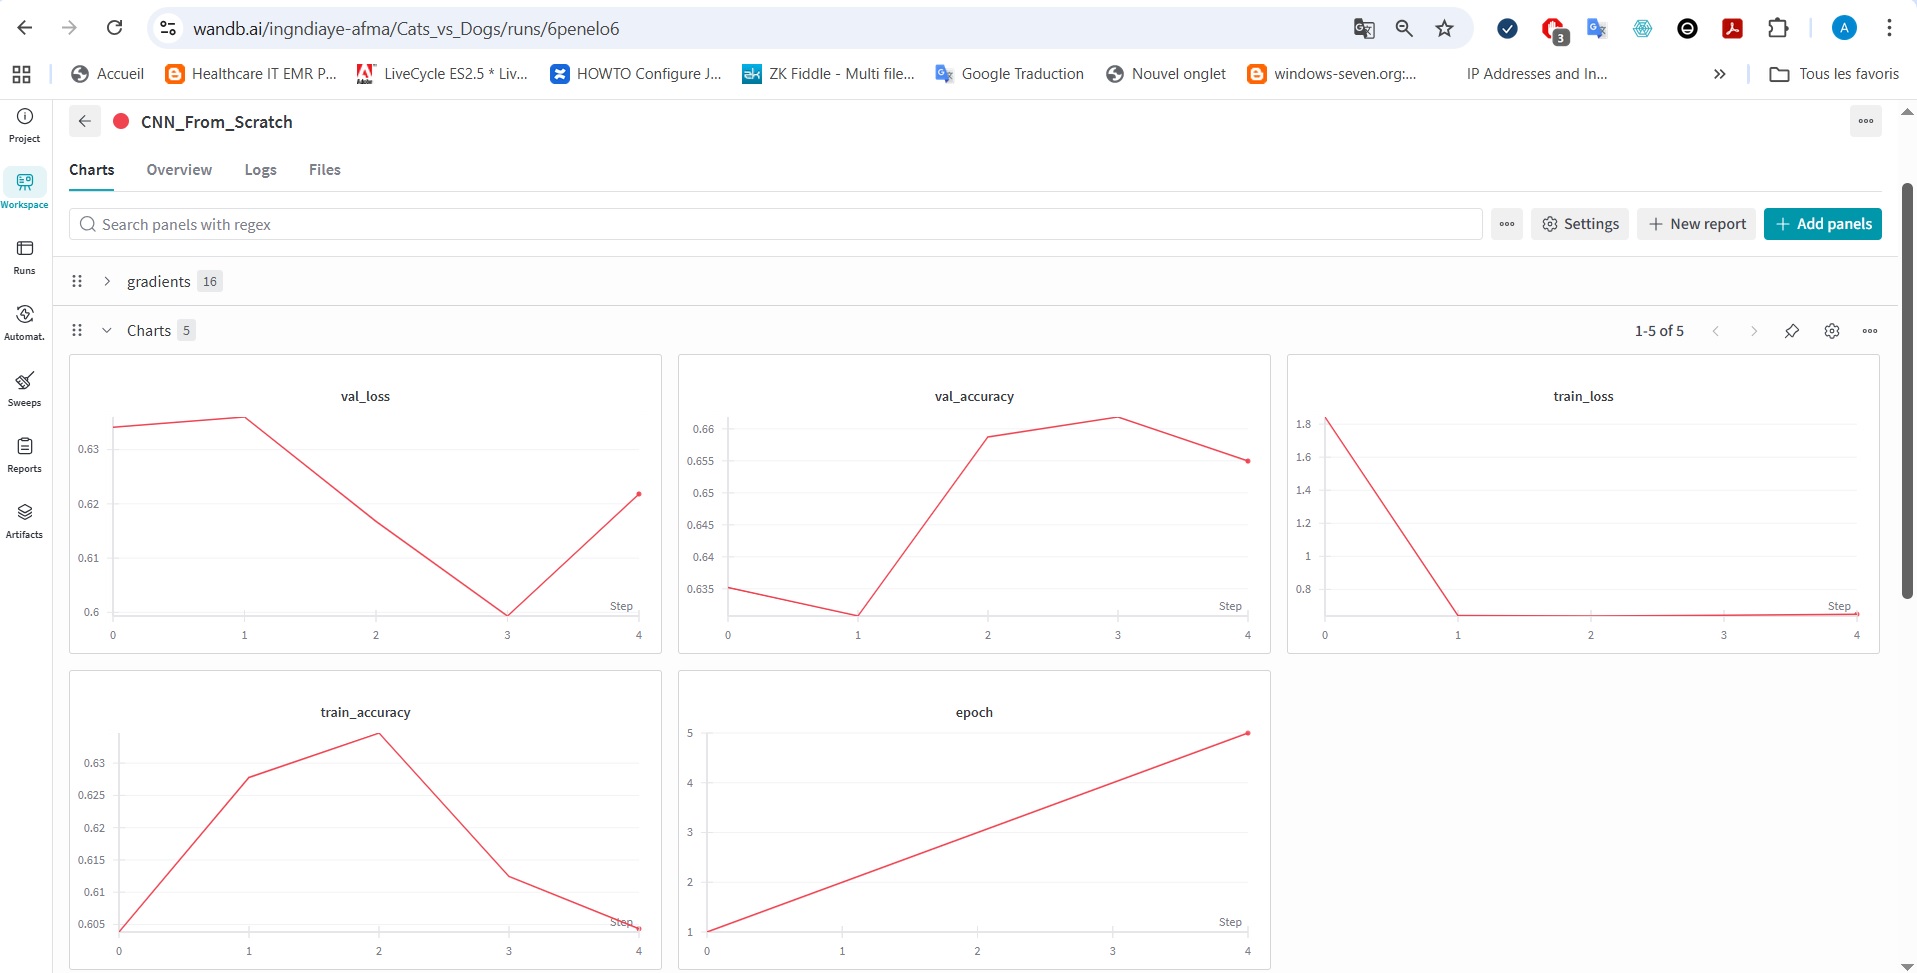 wandb.ai/ingndiaye-afma/Cats_vs_Dogs/runs/6penelo6
3
A
Accueil
Healthcare IT EMR P...
LiveCycle ES2.5 * Liv...
HOWTO Configure J...
ZK Fiddle - Multi file...
Google Traduction
Nouvel onglet
windows-seven.org:...
IP Addresses and In...
Tous les favoris
Project
Workspace
Runs
Automat.
Sweeps
Reports
Artifacts
CNN_From_Scratch
Charts Overview Logs Files
Search panels with regex
Settings
New report
Add panels
gradients 16
Charts 5
1-5 of 5
val_loss
0.63
0.62
0.61
0.6
Step
0 1 2 3 4
val_accuracy
0.66
0.655
0.65
0.645
0.64
0.635
Step
0 1 2 3 4
train_loss
1.8
1.6
1.4
1.2
1
0.8
Step
0 1 2 3 4
train_accuracy
0.63
0.625
0.62
0.615
0.61
0.605
Step
0 1 2 3 4
epoch
5
4
3
2
1
Step
0 1 2 3 4